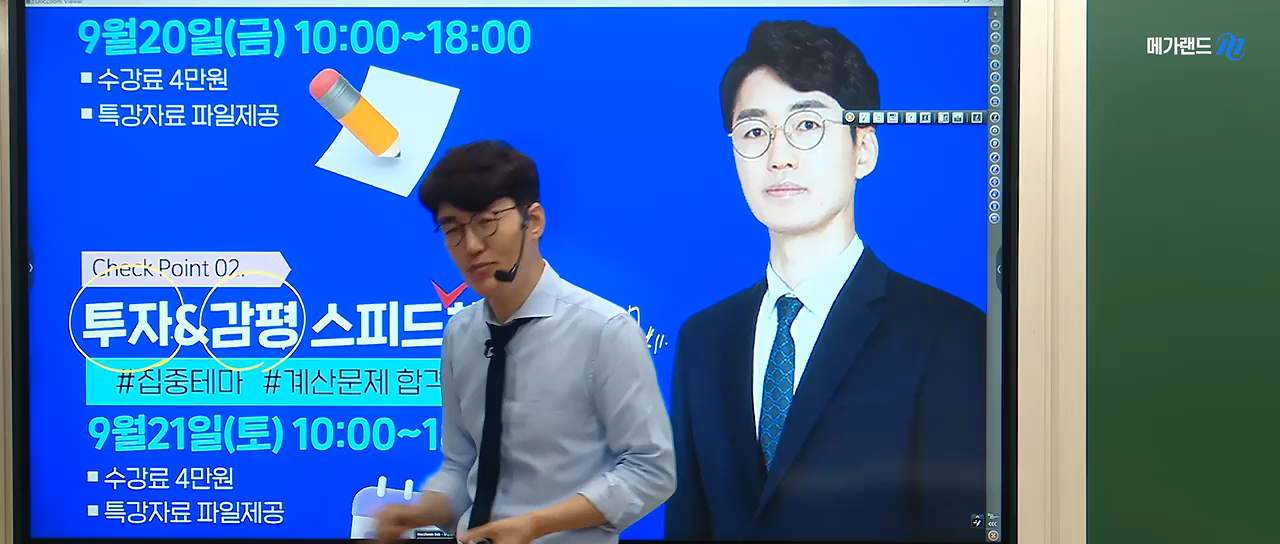 9월20일(금) 10:00~18:00
■ 수강료 4만원
■ 특강자료 파일제공
메가랜드
Check Point 02.
투자&감평 스피드
#집중테마 #계산문제 합격
9월21일(토) 10:00~1
■ 수강료 4만원
■ 특강자료 파일제공